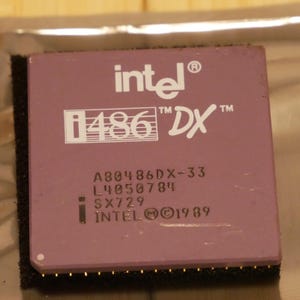 intel®
i486™ DX™
A80486DX-33
L4050784
SX729
i INTEL Ⓜ©1989